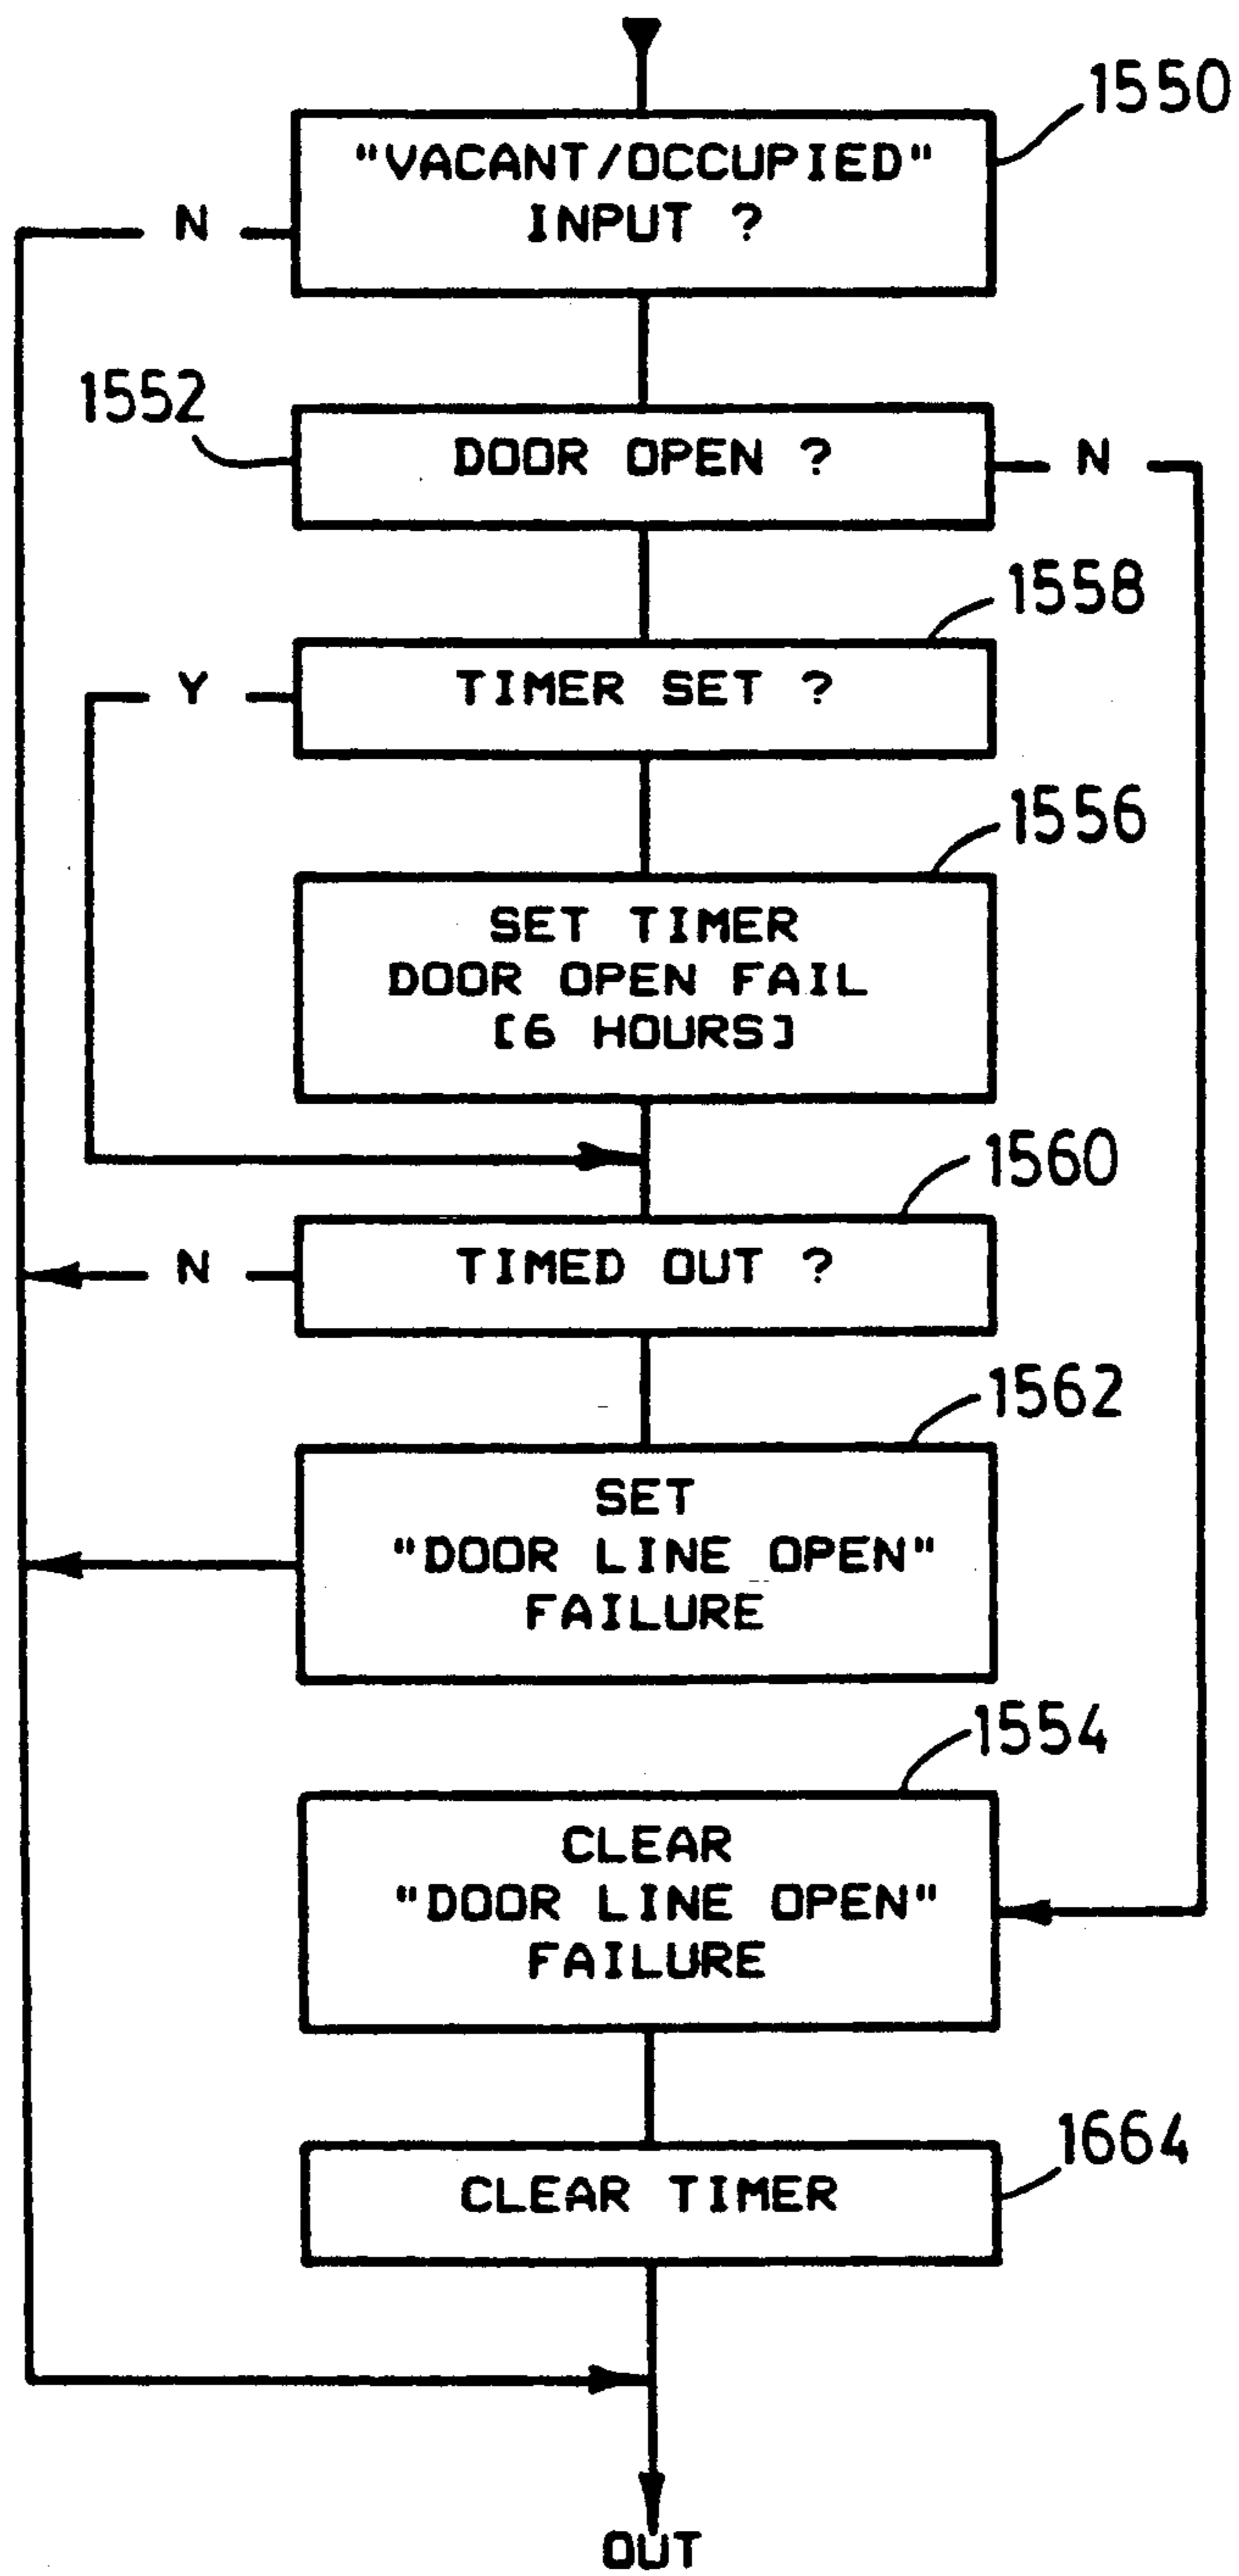 1550
"VACANT/OCCUPIED"
INPUT ?
N
1552
DOOR OPEN ?
N
1558
TIMER SET ?
Y
1556
SET TIMER
DOOR OPEN FAIL
[6 HOURS]
1560
TIMED OUT ?
N
1562
SET
"DOOR LINE OPEN"
FAILURE
1554
CLEAR
"DOOR LINE OPEN"
FAILURE
1664
CLEAR TIMER
OUT